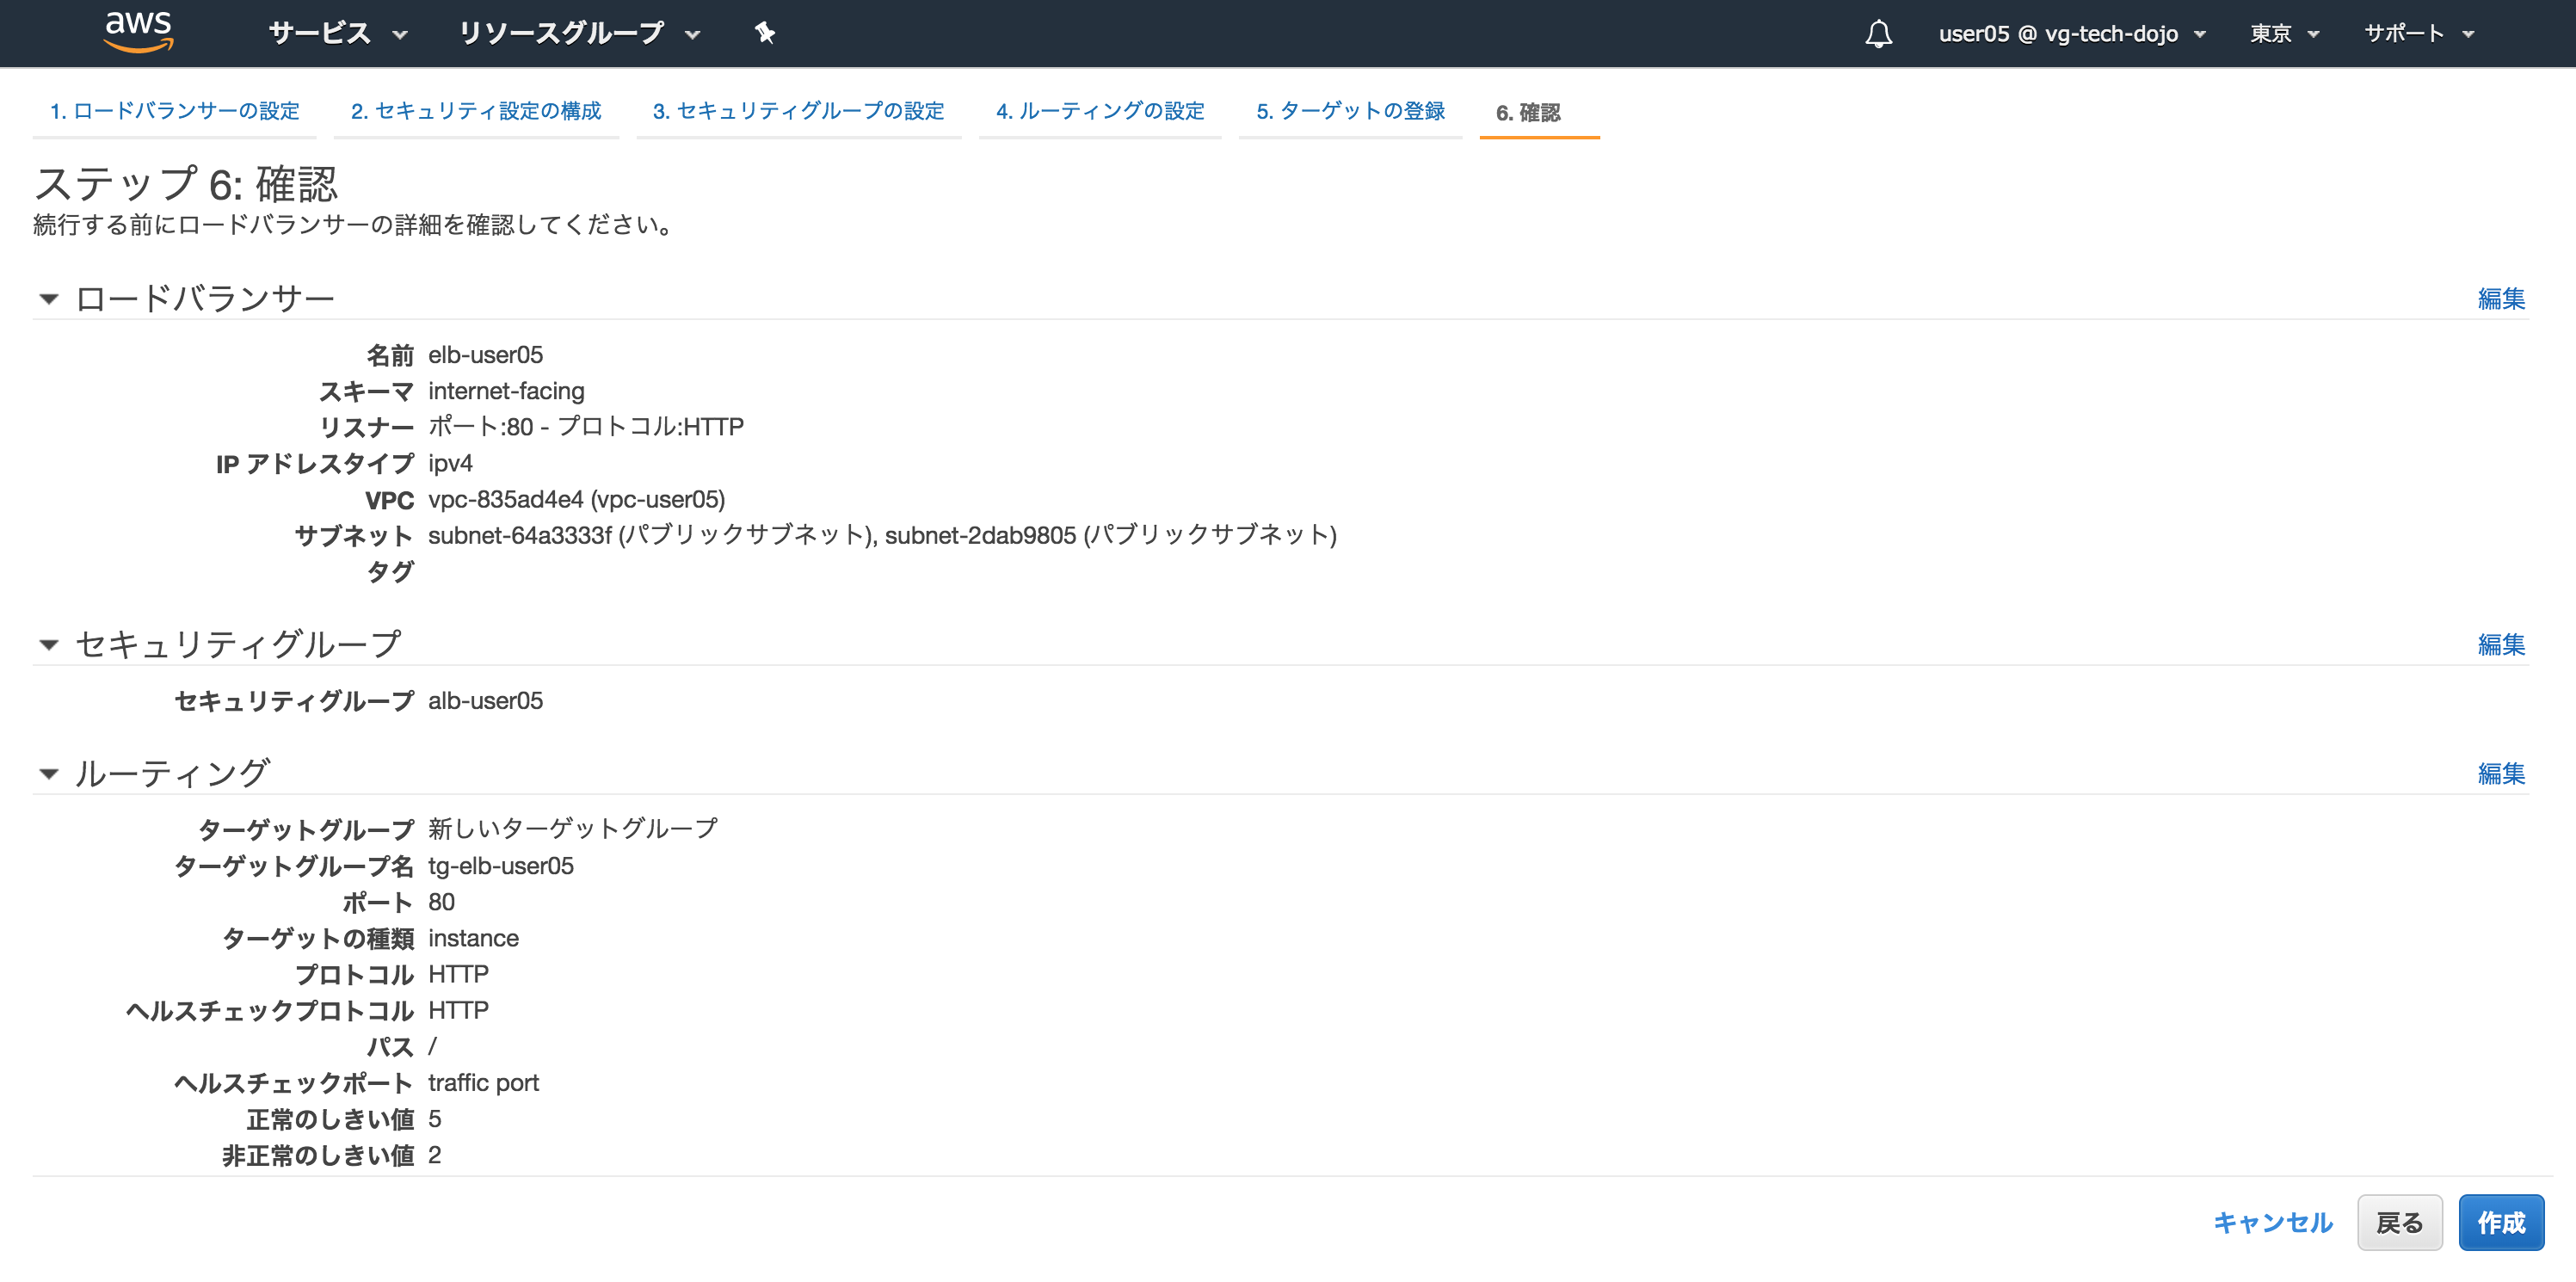 aws サービス リソースグループ user05 @ vg-tech-dojo 東京 サポート
1. ロードバランサーの設定 2. セキュリティ設定の構成 3. セキュリティグループの設定 4. ルーティングの設定 5. ターゲットの登録 6. 確認
ステップ 6: 確認
続行する前にロードバランサーの詳細を確認してください。
ロードバランサー 編集
名前 elb-user05
スキーマ internet-facing
リスナー ポート:80 - プロトコル:HTTP
IP アドレスタイプ ipv4
VPC vpc-835ad4e4 (vpc-user05)
サブネット subnet-64a3333f (パブリックサブネット), subnet-2dab9805 (パブリックサブネット)
タグ
セキュリティグループ 編集
セキュリティグループ alb-user05
ルーティング 編集
ターゲットグループ 新しいターゲットグループ
ターゲットグループ名 tg-elb-user05
ポート 80
ターゲットの種類 instance
プロトコル HTTP
ヘルスチェックプロトコル HTTP
パス /
ヘルスチェックポート traffic port
正常のしきい値 5
非正常のしきい値 2
キャンセル 戻る 作成